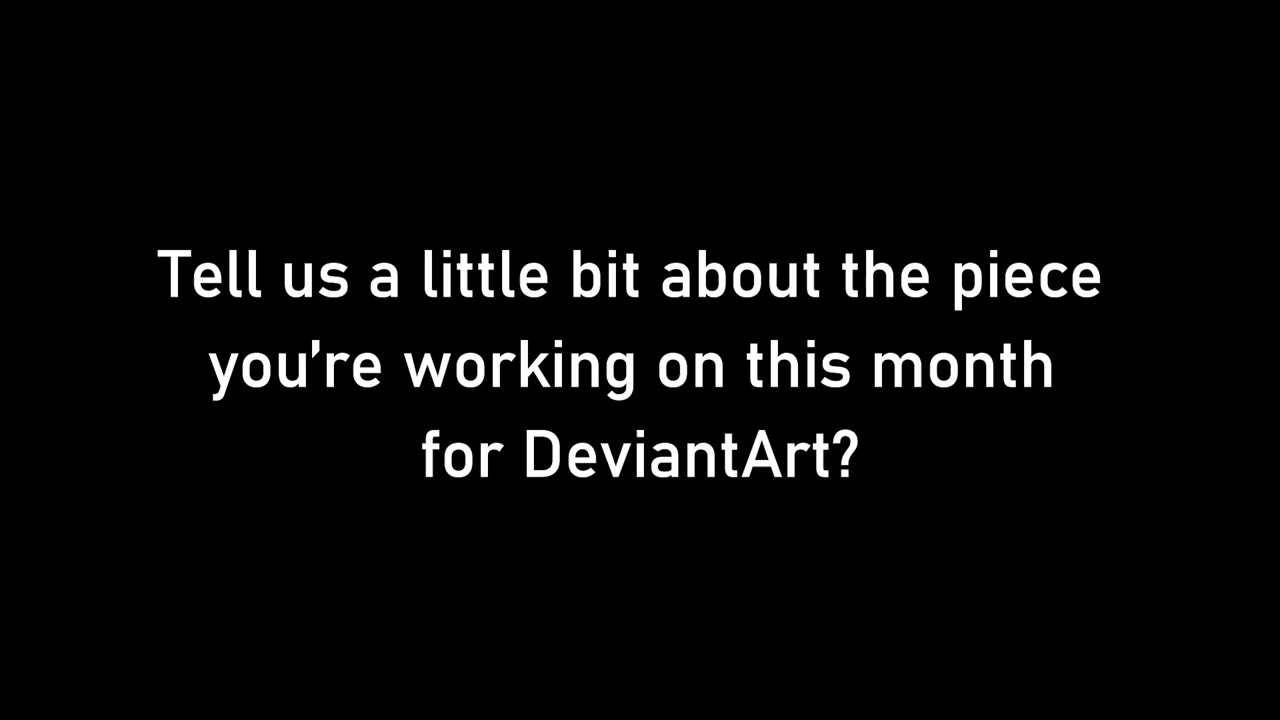 Tell us a little bit about the piece
you’re working on this month
for DeviantArt?